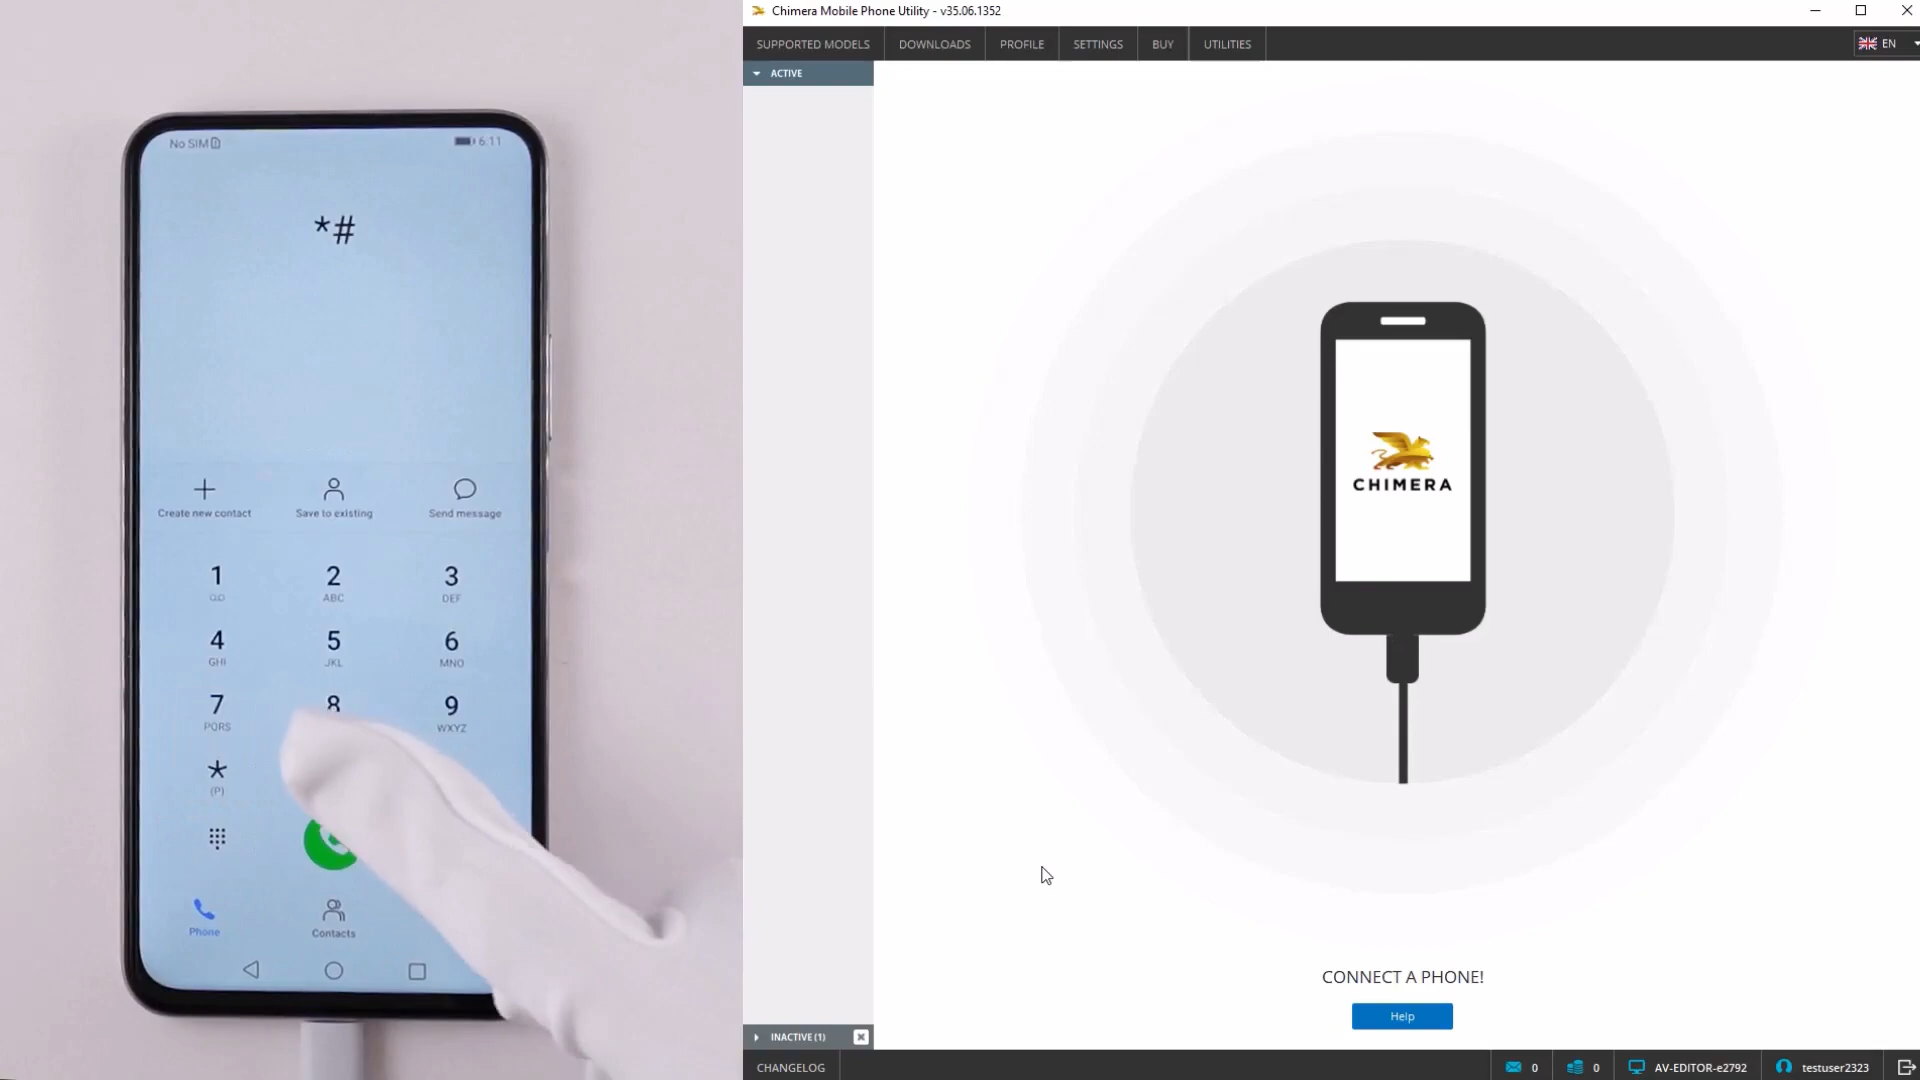 No SIM
6:11
*#
Create new contact
Save to existing
Send message
1
2
ABC
3
DEF
4
GHI
5
JKL
6
MNO
7
PQRS
8
9
WXYZ
*
(P)
Phone
Contacts
Chimera Mobile Phone Utility - v35.06.1352
SUPPORTED MODELS
DOWNLOADS
PROFILE
SETTINGS
BUY
UTILITIES
EN
ACTIVE
CHIMERA
CONNECT A PHONE!
Help
INACTIVE (1)
CHANGELOG
0
0
AV-EDITOR-e2792
testuser2323